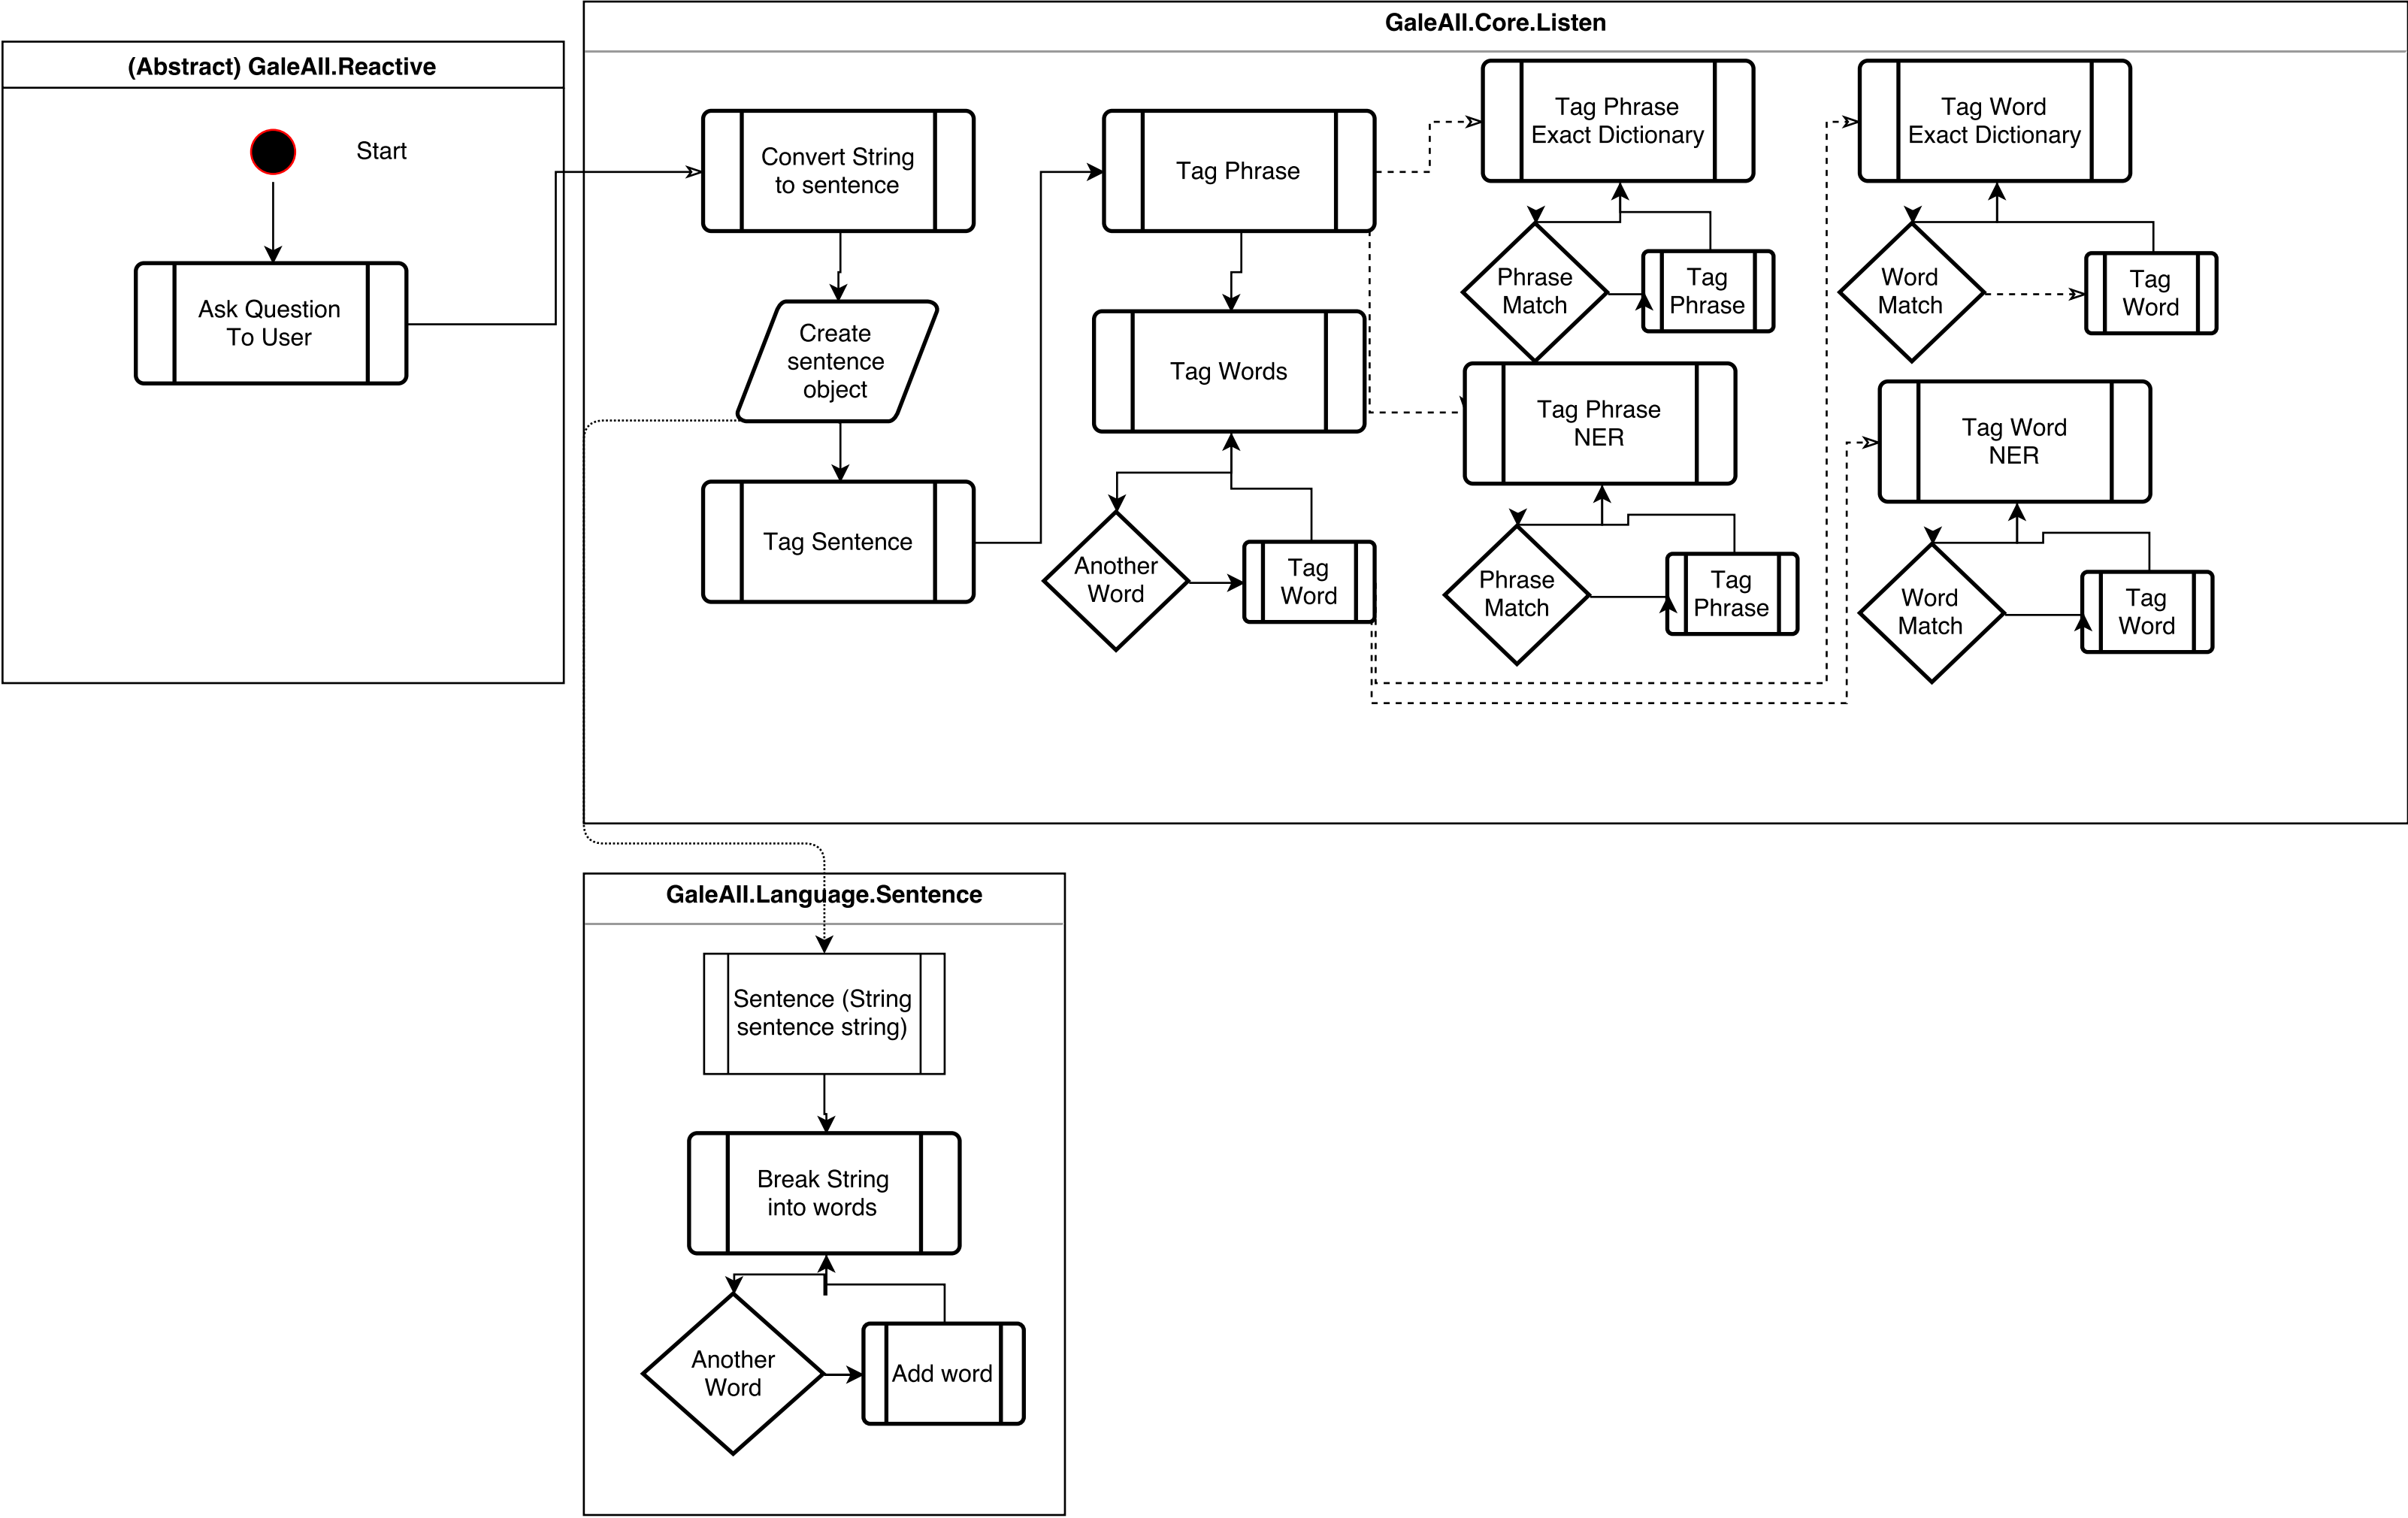 GaleAII.Core.Listen
(Abstract) GaleAII.Reactive
Start
Ask Question
To User
Convert String
to sentence
Create
sentence
object
Tag Sentence
Tag Phrase
Tag Words
Another
Word
Tag
Word
Tag Phrase
Exact Dictionary
Phrase
Match
Tag
Phrase
Tag Phrase
NER
Phrase
Match
Tag
Phrase
Tag Word
Exact Dictionary
Word
Match
Tag
Word
Tag Word
NER
Word
Match
Tag
Word
GaleAII.Language.Sentence
Sentence (String
sentence string)
Break String
into words
Another
Word
Add word